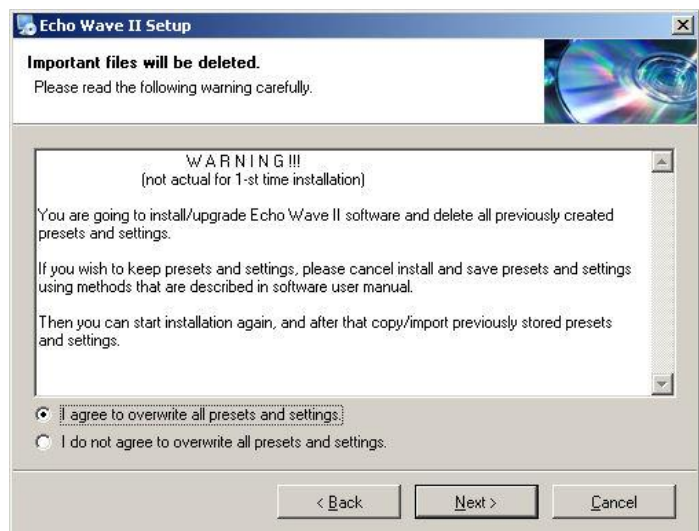 Echo Wave II Setup
Important files will be deleted.
Please read the following warning carefully.
W A R N I N G !!!
(not actual for 1-st time installation)
You are going to install/upgrade Echo Wave II software and delete all previously created
presets and settings.
If you wish to keep presets and settings, please cancel install and save presets and settings
using methods that are described in software user manual.
Then you can start installation again, and after that copy/import previously stored presets
and settings.
I agree to overwrite all presets and settings.
I do not agree to overwrite all presets and settings.
< Back Next > Cancel